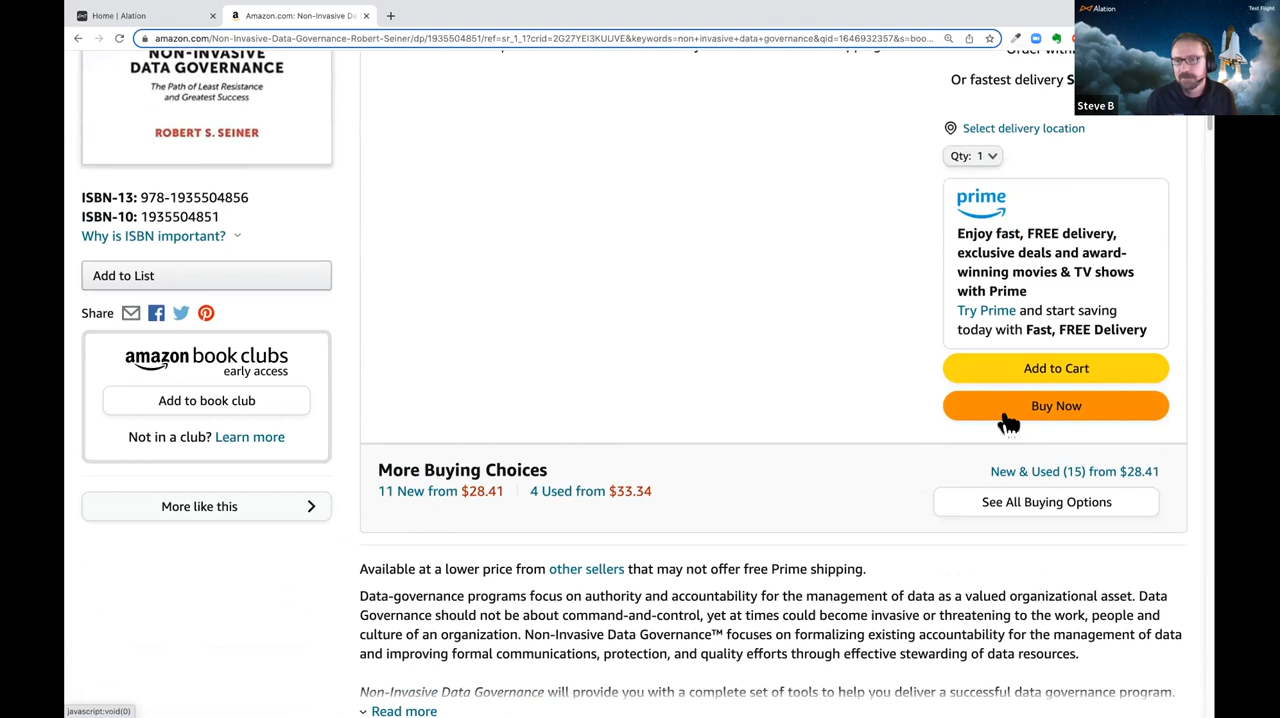 Home | Alation
Amazon.com: Non-Invasive Da
amazon.com/Non-Invasive-Data-Governance-Robert-Seiner/dp/1935504851/ref=sr_1_1?crid=2G27YEI3KUUVE&keywords=non+invasive+data+governance&qid=1646932357&s=boo...
Alation
Test Flight
Steve B
NON-INVASIVE
DATA GOVERNANCE
The Path of Least Resistance
and Greatest Success
ROBERT S. SEINER
ISBN-13: 978-1935504856
ISBN-10: 1935504851
Why is ISBN important?
Add to List
Share
amazon book clubs
early access
Add to book club
Not in a club? Learn more
More like this
Or fastest delivery
Select delivery location
Qty: 1
prime
Enjoy fast, FREE delivery,
exclusive deals and award-
winning movies & TV shows
with Prime
Try Prime and start saving
today with Fast, FREE Delivery
Add to Cart
Buy Now
More Buying Choices
11 New from $28.41
4 Used from $33.34
New & Used (15) from $28.41
See All Buying Options
Available at a lower price from other sellers that may not offer free Prime shipping.
Data-governance programs focus on authority and accountability for the management of data as a valued organizational asset. Data
Governance should not be about command-and-control, yet at times could become invasive or threatening to the work, people and
culture of an organization. Non-Invasive Data Governance™ focuses on formalizing existing accountability for the management of data
and improving formal communications, protection, and quality efforts through effective stewarding of data resources.
Non-Invasive Data Governance will provide you with a complete set of tools to help you deliver a successful data governance program.
Read more
javascript:void(0)